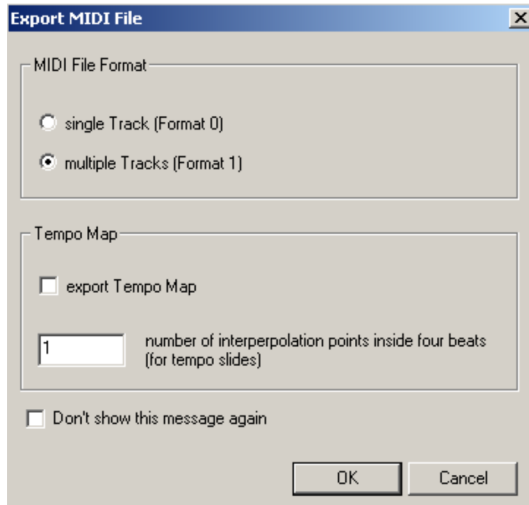 Export MIDI File
MIDI File Format
single Track (Format 0)
multiple Tracks (Format 1)
Tempo Map
export Tempo Map
1
number of interperpolation points inside four beats
(for tempo slides)
Don't show this message again
OK
Cancel